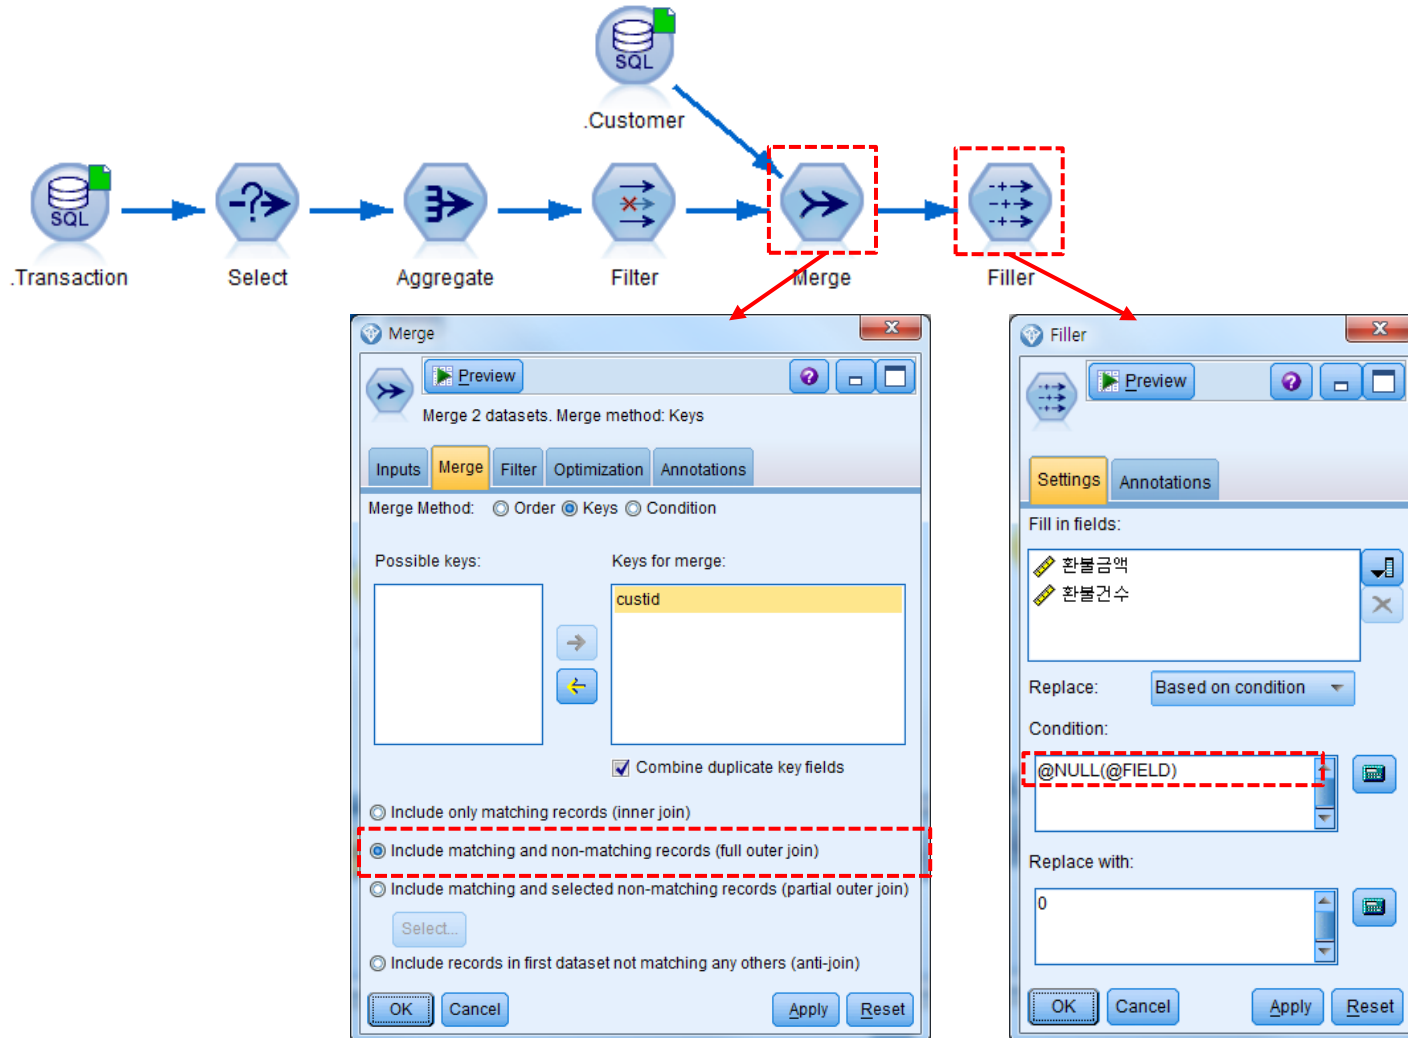 SQL
.Customer
SQL
.Transaction
Select
Aggregate
Filter
Merge
Filler
Merge
Preview
?
Merge 2 datasets. Merge method: Keys
Inputs
Merge
Filter
Optimization
Annotations
Merge Method:
Order
Keys
Condition
Possible keys:
Keys for merge:
custid
Combine duplicate key fields
Include only matching records (inner join)
Include matching and non-matching records (full outer join)
Include matching and selected non-matching records (partial outer join)
Select...
Include records in first dataset not matching any others (anti-join)
OK
Cancel
Apply
Reset
Filler
Preview
?
Settings
Annotations
Fill in fields:
환불금액
환불건수
Replace:
Based on condition
Condition:
@NULL(@FIELD)
Replace with:
0
OK
Cancel
Apply
Reset